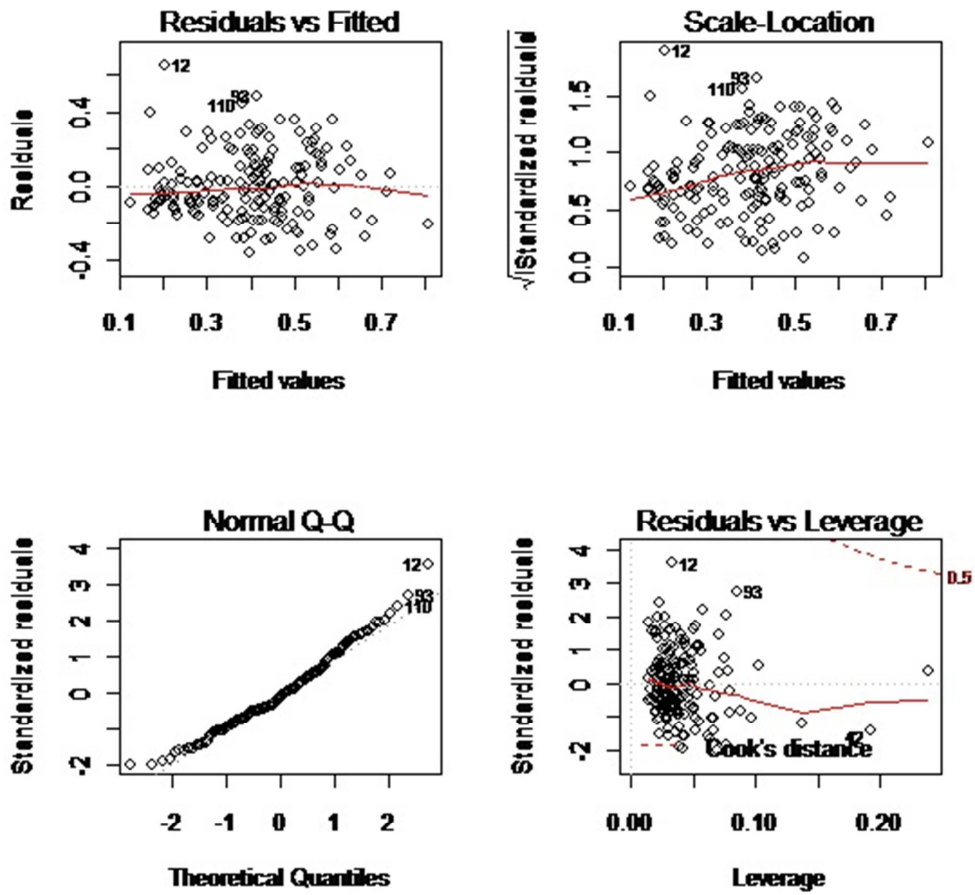 Residuals vs Fitted
Residuals
0.4
0.0
-0.4
12
93
110
0.1 0.3 0.5 0.7
Fitted values
Scale-Location
√|Standardized residuals|
1.5
1.0
0.5
0.0
12
93
110
0.1 0.3 0.5 0.7
Fitted values
Normal Q-Q
Standardized residuals
4
3
2
1
0
-2
12
93
110
-2 -1 0 1 2
Theoretical Quantiles
Residuals vs Leverage
Standardized residuals
4
3
2
1
0
-2
12
93
42
0.5
Cook's distance
0.00 0.10 0.20
Leverage